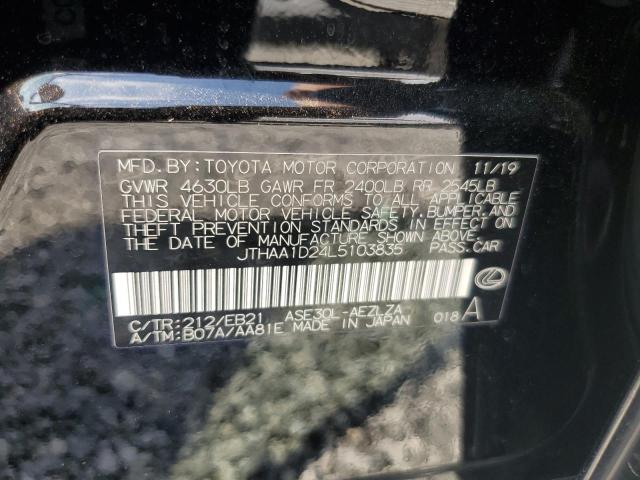 MFD.BY:TOYOTA MOTOR CORPORATION 11/19
GVWR 4630LB GAWR FR 2400LB RR 2545LB
THIS VEHICLE CONFORMS TO ALL APPLICABLE
FEDERAL MOTOR VEHICLE SAFETY,BUMPER,AND
THEFT PREVENTION STANDARDS IN EFFECT ON
THE DATE OF MANUFACTURE SHOWN ABOVE.
JTHAA1D24L5103835 PASS.CAR
C/TR:212/EB21 ASE30L-AEZLZA 018A
A/TM:B07A/AA81E MADE IN JAPAN